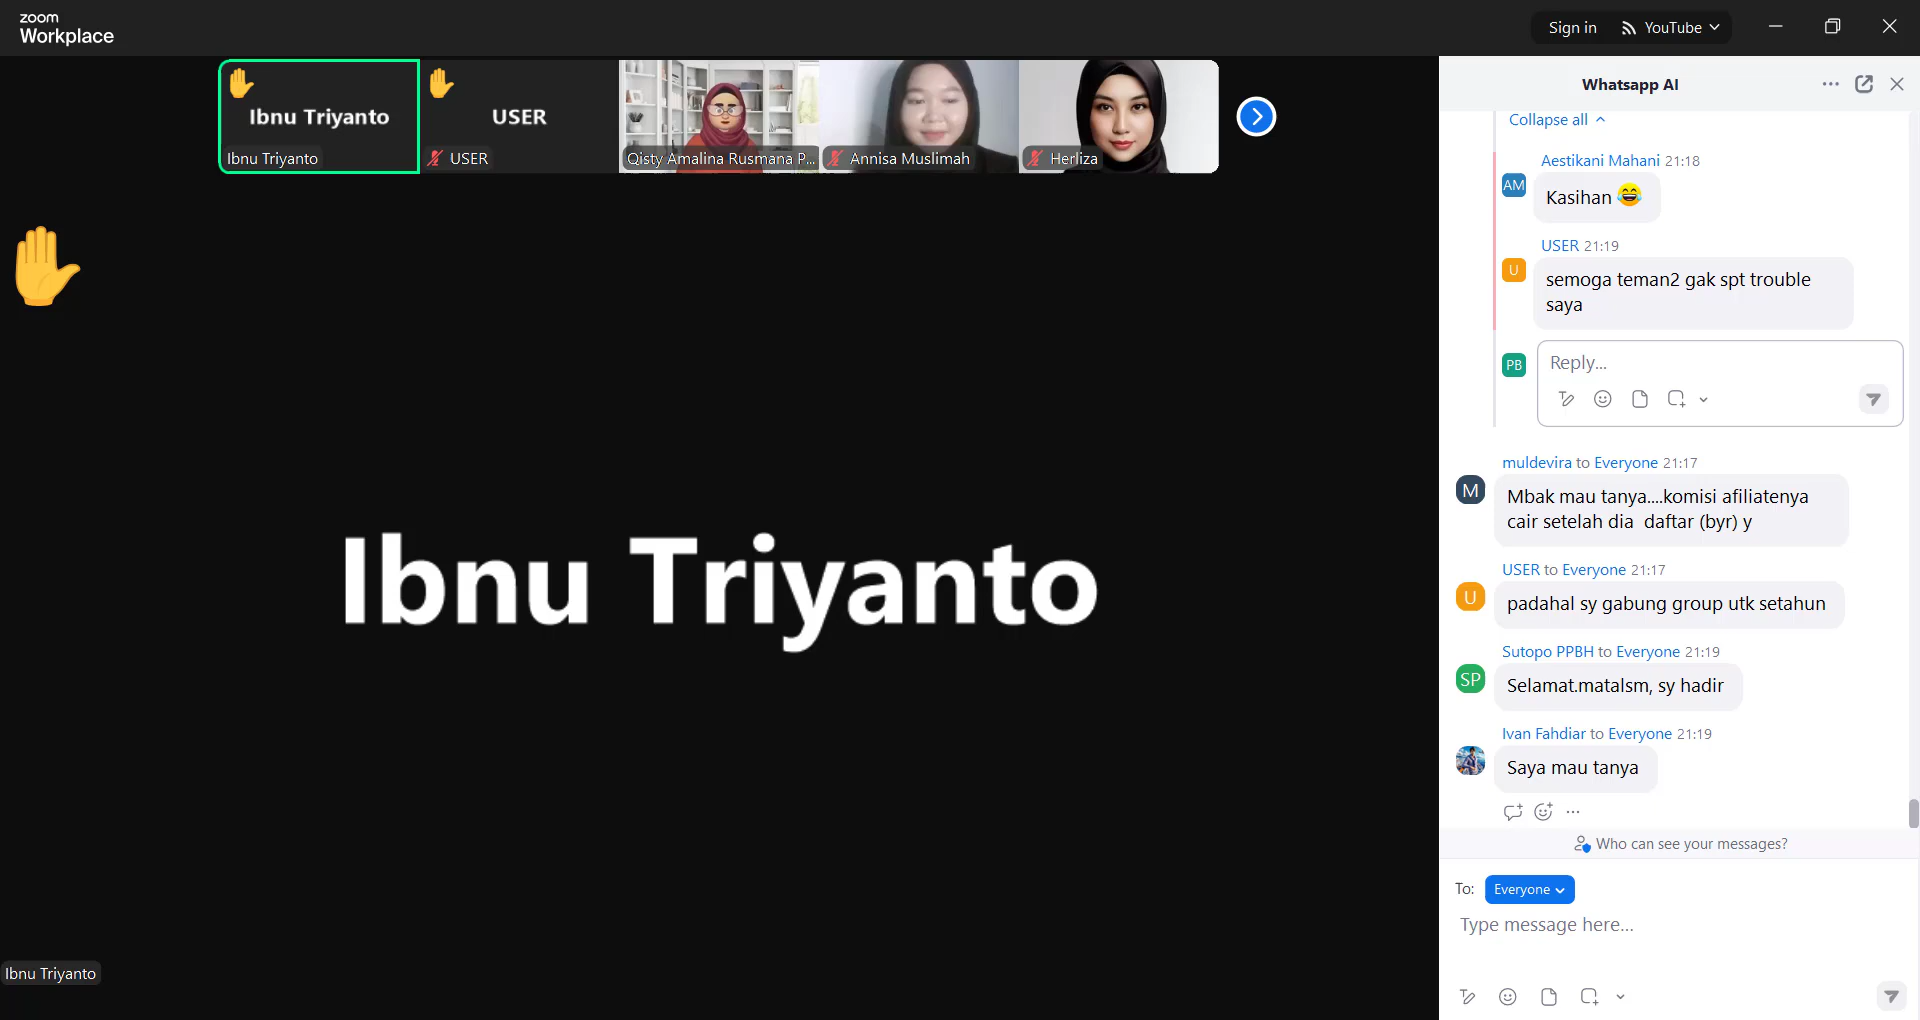 zoom
Workplace
Sign in
YouTube
Ibnu Triyanto
Ibnu Triyanto
USER
USER
Qisty Amalina Rusmana P...
Annisa Muslimah
Herliza
Ibnu Triyanto
Ibnu Triyanto
Whatsapp AI
Collapse all
Aestikani Mahani 21:18
AM
Kasihan 😂
USER 21:19
U
semoga teman2 gak spt trouble
saya
PB
Reply...
muldevira to Everyone 21:17
M
Mbak mau tanya....komisi afiliatenya
cair setelah dia daftar (byr) y
USER to Everyone 21:17
U
padahal sy gabung group utk setahun
Sutopo PPBH to Everyone 21:19
SP
Selamat.matalsm, sy hadir
Ivan Fahdiar to Everyone 21:19
Saya mau tanya
Who can see your messages?
To: Everyone
Type message here...